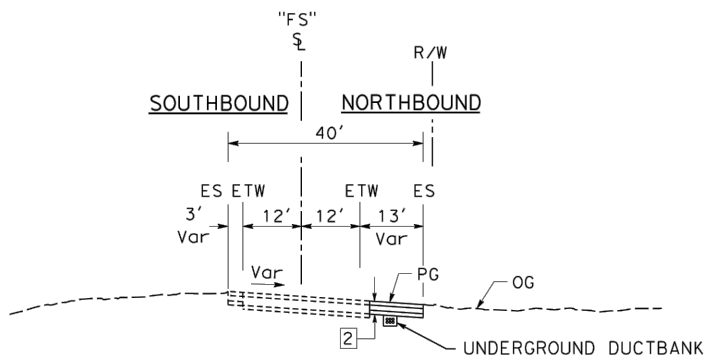 "FS"
SL
R/W
SOUTHBOUND
NORTHBOUND
40'
ES ETW
ETW
ES
3'
12'
12'
13'
Var
Var
Var
PG
OG
2
UNDERGROUND DUCTBANK